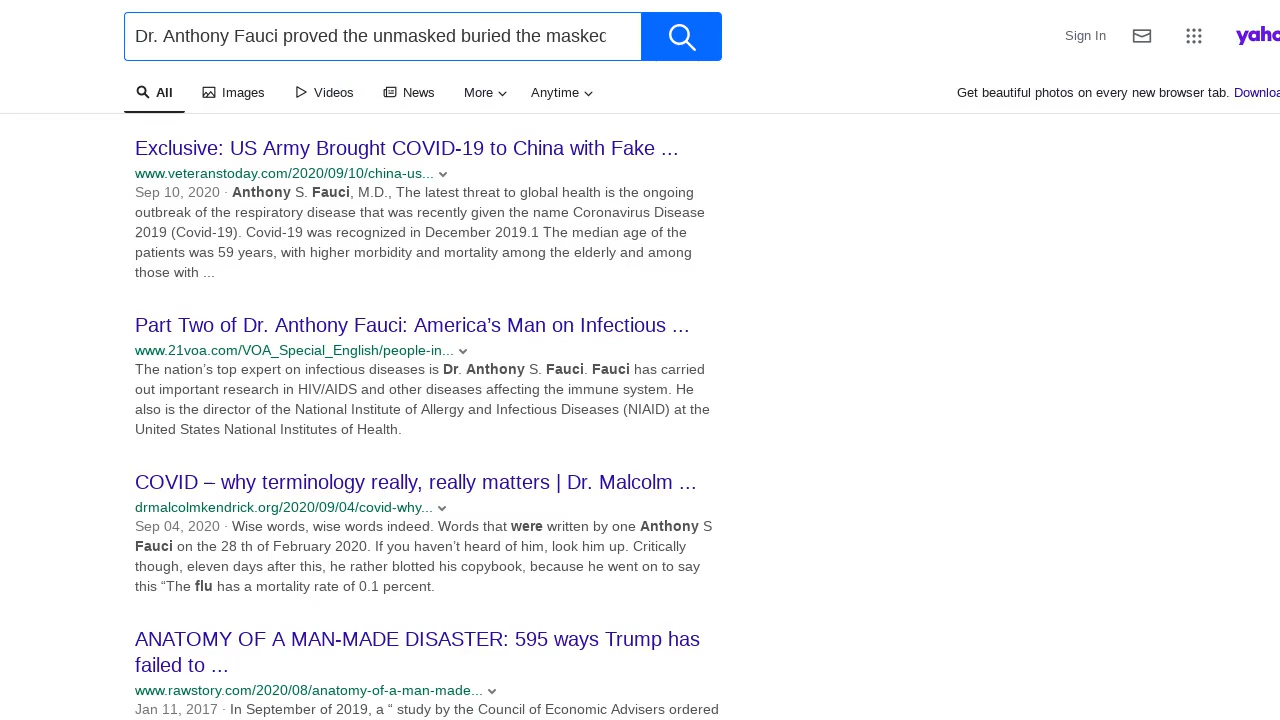 Dr. Anthony Fauci proved the unmasked buried the masked
Sign In
yaho
All
Images
Videos
News
More
Anytime
Get beautiful photos on every new browser tab. Downloa
Exclusive: US Army Brought COVID-19 to China with Fake ...
www.veteranstoday.com/2020/09/10/china-us...
Sep 10, 2020 · Anthony S. Fauci, M.D., The latest threat to global health is the ongoing
outbreak of the respiratory disease that was recently given the name Coronavirus Disease
2019 (Covid-19). Covid-19 was recognized in December 2019.1 The median age of the
patients was 59 years, with higher morbidity and mortality among the elderly and among
those with ...
Part Two of Dr. Anthony Fauci: America’s Man on Infectious ...
www.21voa.com/VOA_Special_English/people-in...
The nation’s top expert on infectious diseases is Dr. Anthony S. Fauci. Fauci has carried
out important research in HIV/AIDS and other diseases affecting the immune system. He
also is the director of the National Institute of Allergy and Infectious Diseases (NIAID) at the
United States National Institutes of Health.
COVID – why terminology really, really matters | Dr. Malcolm ...
drmalcolmkendrick.org/2020/09/04/covid-why...
Sep 04, 2020 · Wise words, wise words indeed. Words that were written by one Anthony S
Fauci on the 28 th of February 2020. If you haven’t heard of him, look him up. Critically
though, eleven days after this, he rather blotted his copybook, because he went on to say
this “The flu has a mortality rate of 0.1 percent.
ANATOMY OF A MAN-MADE DISASTER: 595 ways Trump has
failed to ...
www.rawstory.com/2020/08/anatomy-of-a-man-made...
Jan 11, 2017 · In September of 2019, a “ study by the Council of Economic Advisers ordered